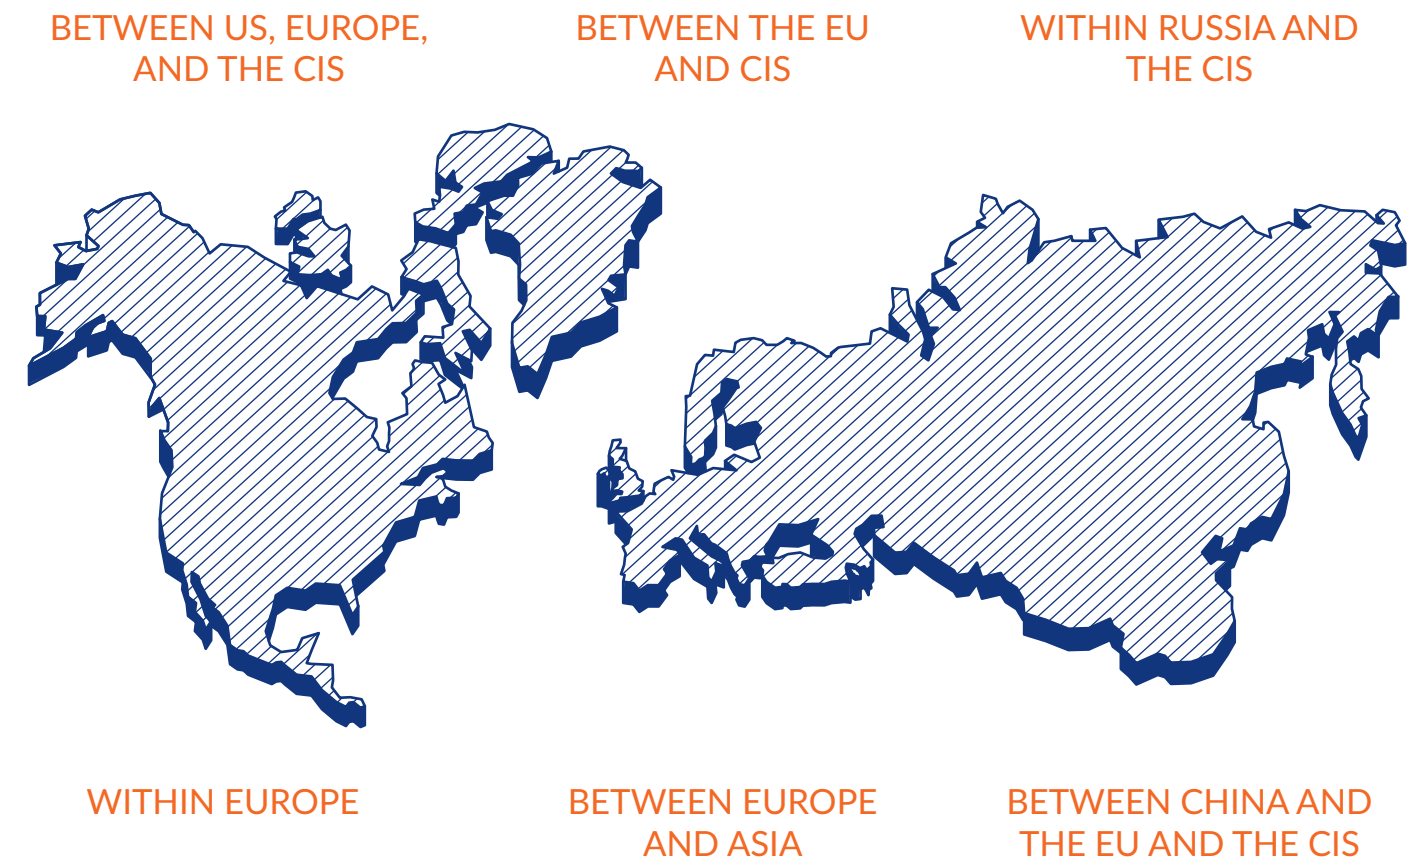 BETWEEN US, EUROPE,
AND THE CIS
BETWEEN THE EU
AND CIS
WITHIN RUSSIA AND
THE CIS
WITHIN EUROPE
BETWEEN EUROPE
AND ASIA
BETWEEN CHINA AND
THE EU AND THE CIS